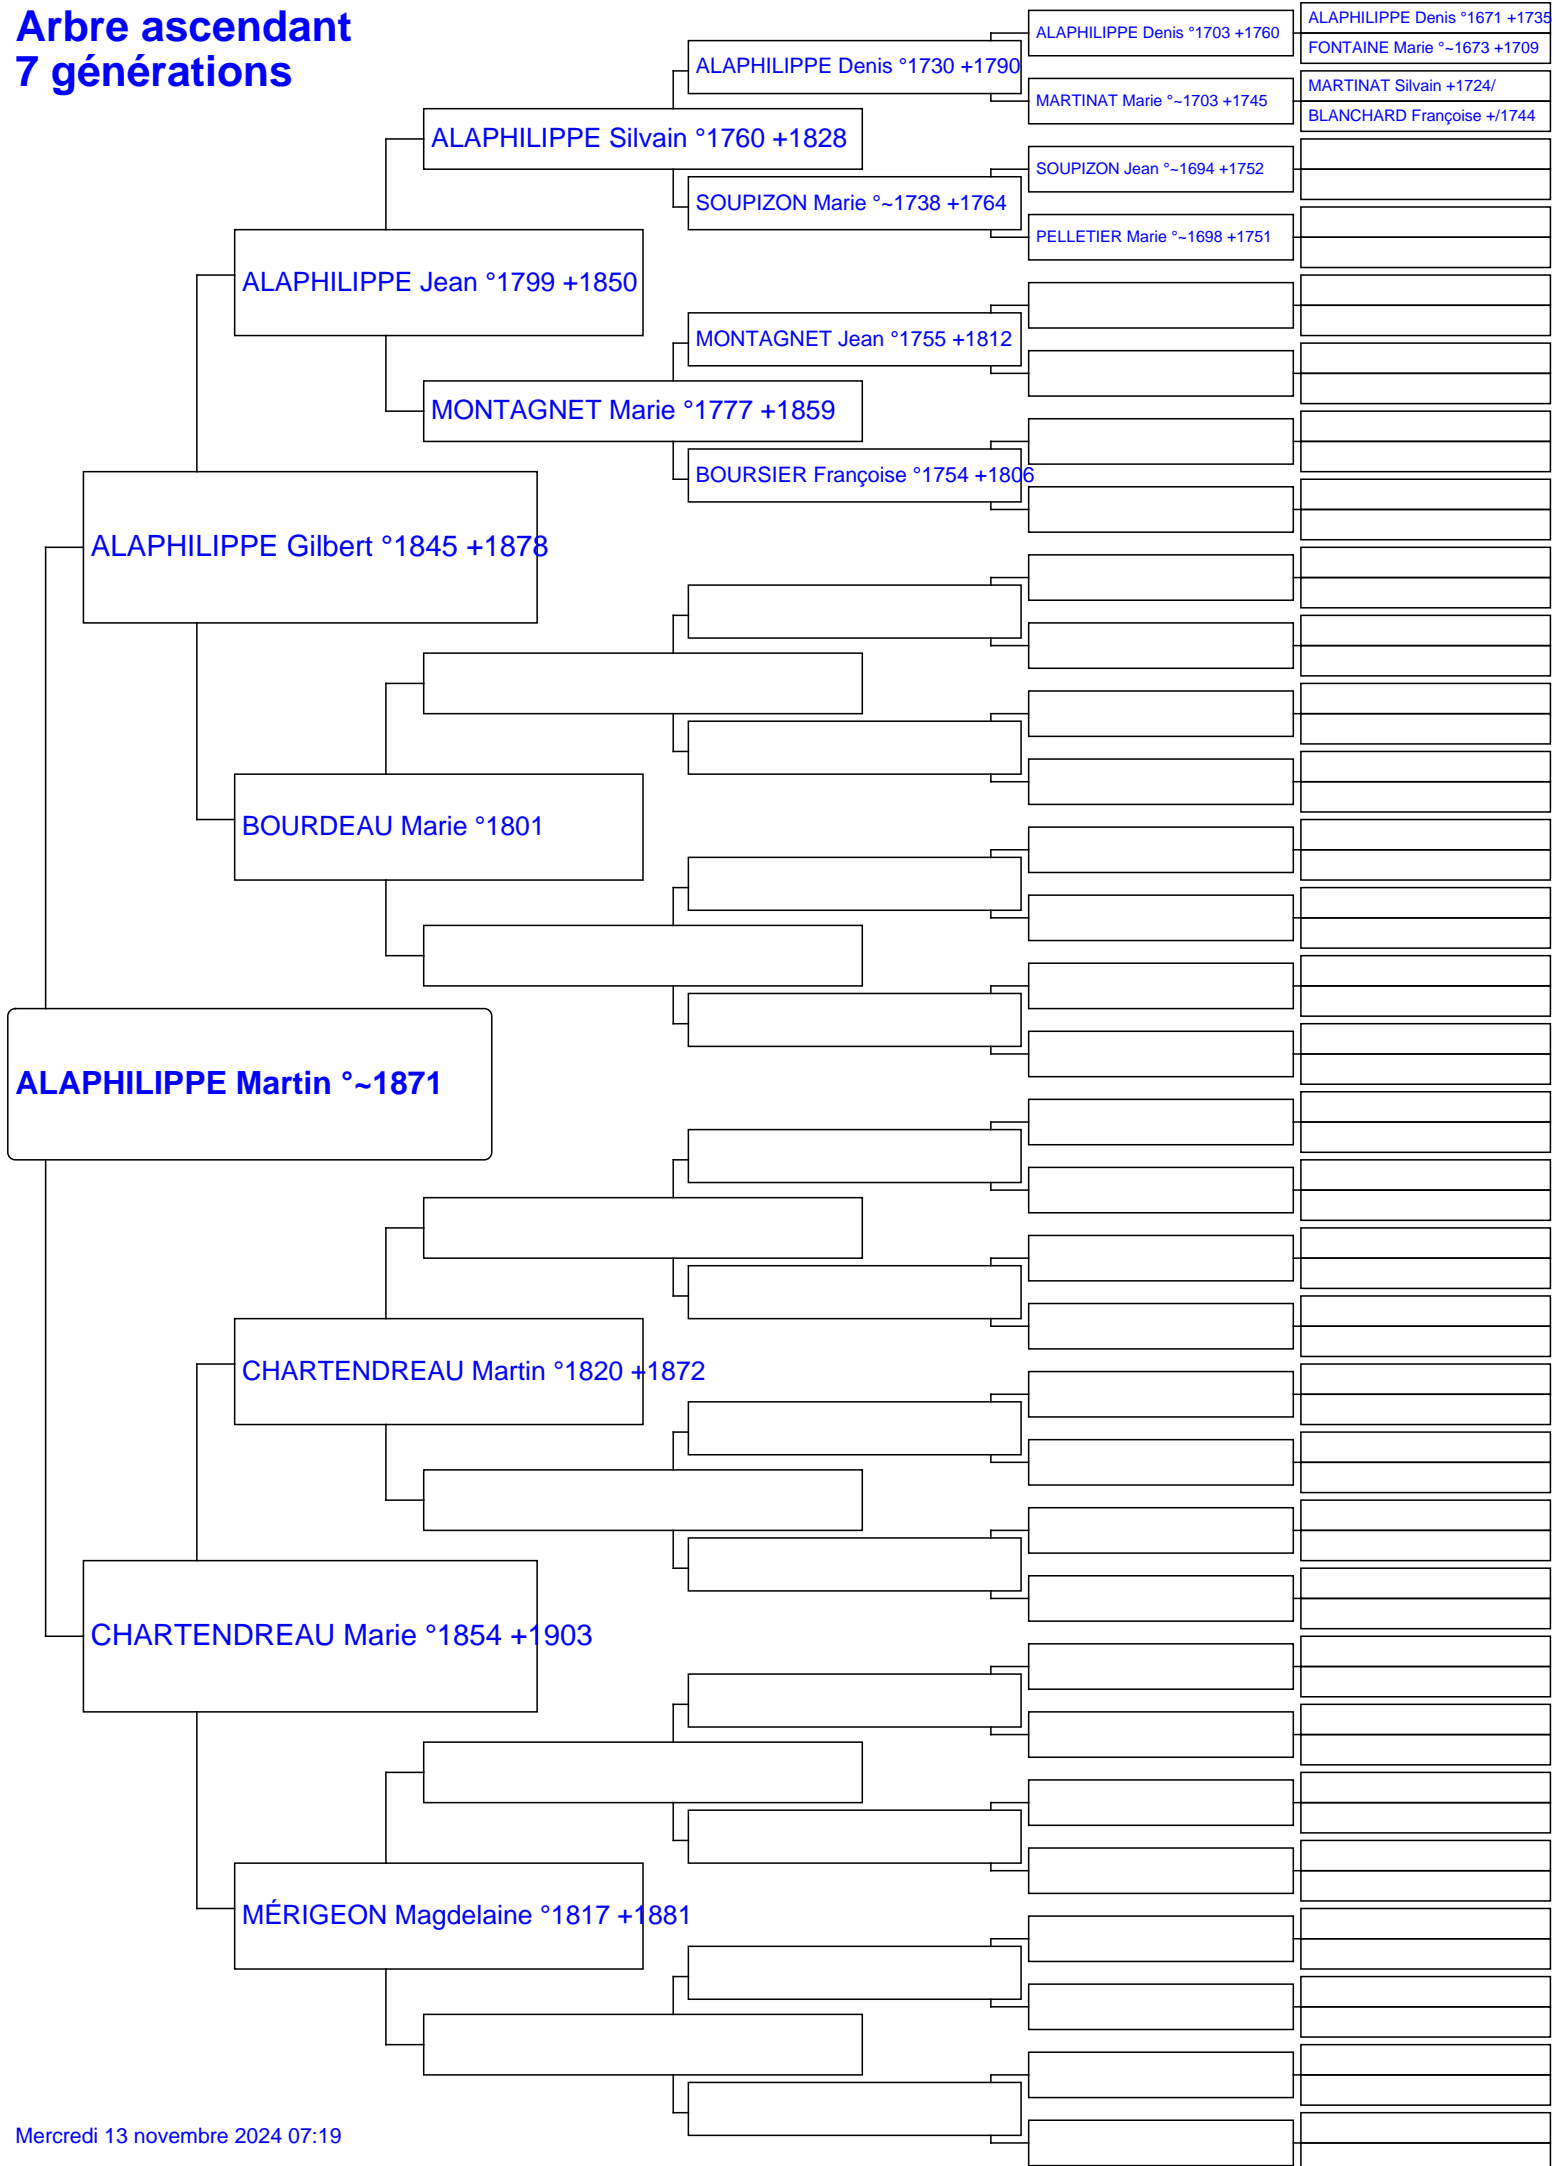 Arbre ascendant
7 générations
ALAPHILIPPE Denis °1671 +1735
ALAPHILIPPE Denis °1703 +1760
FONTAINE Marie °~1673 +1709
ALAPHILIPPE Denis °1730 +1790
MARTINAT Silvain +1724/
MARTINAT Marie °~1703 +1745
BLANCHARD Françoise +/1744
ALAPHILIPPE Silvain °1760 +1828
SOUPIZON Jean °~1694 +1752
SOUPIZON Marie °~1738 +1764
PELLETIER Marie °~1698 +1751
ALAPHILIPPE Jean °1799 +1850
MONTAGNET Jean °1755 +1812
MONTAGNET Marie °1777 +1859
BOURSIER Françoise °1754 +1806
ALAPHILIPPE Gilbert °1845 +1878
BOURDEAU Marie °1801
ALAPHILIPPE Martin °~1871
CHARTENDREAU Martin °1820 +1872
CHARTENDREAU Marie °1854 +1903
MÉRIGEON Magdelaine °1817 +1881
Mercredi 13 novembre 2024 07:19